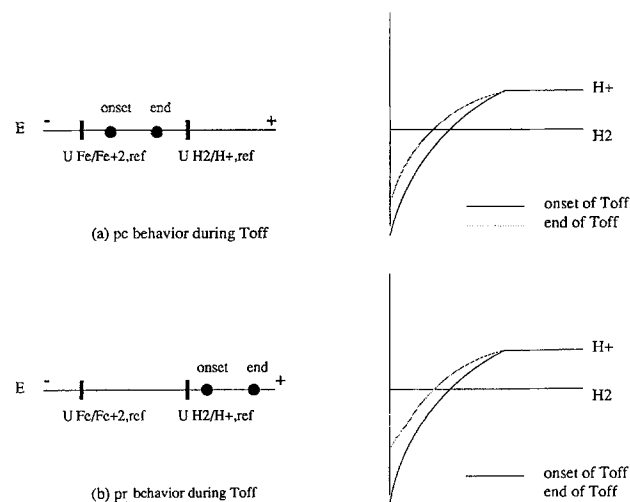 - onset end +
E
U Fe/Fe+2,ref U H2/H+,ref
(a) pc behavior during Toff
H+
H2
onset of Toff
end of Toff
- onset end +
E
U Fe/Fe+2,ref U H2/H+,ref
(b) pr behavior during Toff
H+
H2
onset of Toff
end of Toff